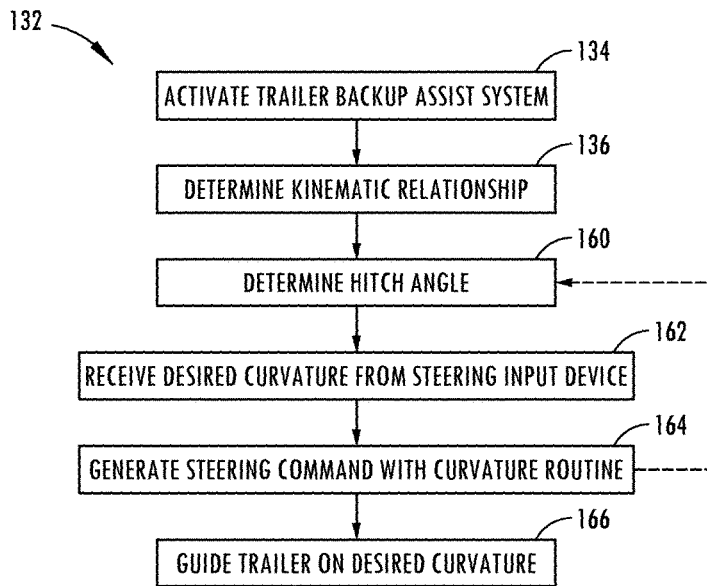 132
134
ACTIVATE TRAILER BACKUP ASSIST SYSTEM
136
DETERMINE KINEMATIC RELATIONSHIP
160
DETERMINE HITCH ANGLE
162
RECEIVE DESIRED CURVATURE FROM STEERING INPUT DEVICE
164
GENERATE STEERING COMMAND WITH CURVATURE ROUTINE
166
GUIDE TRAILER ON DESIRED CURVATURE